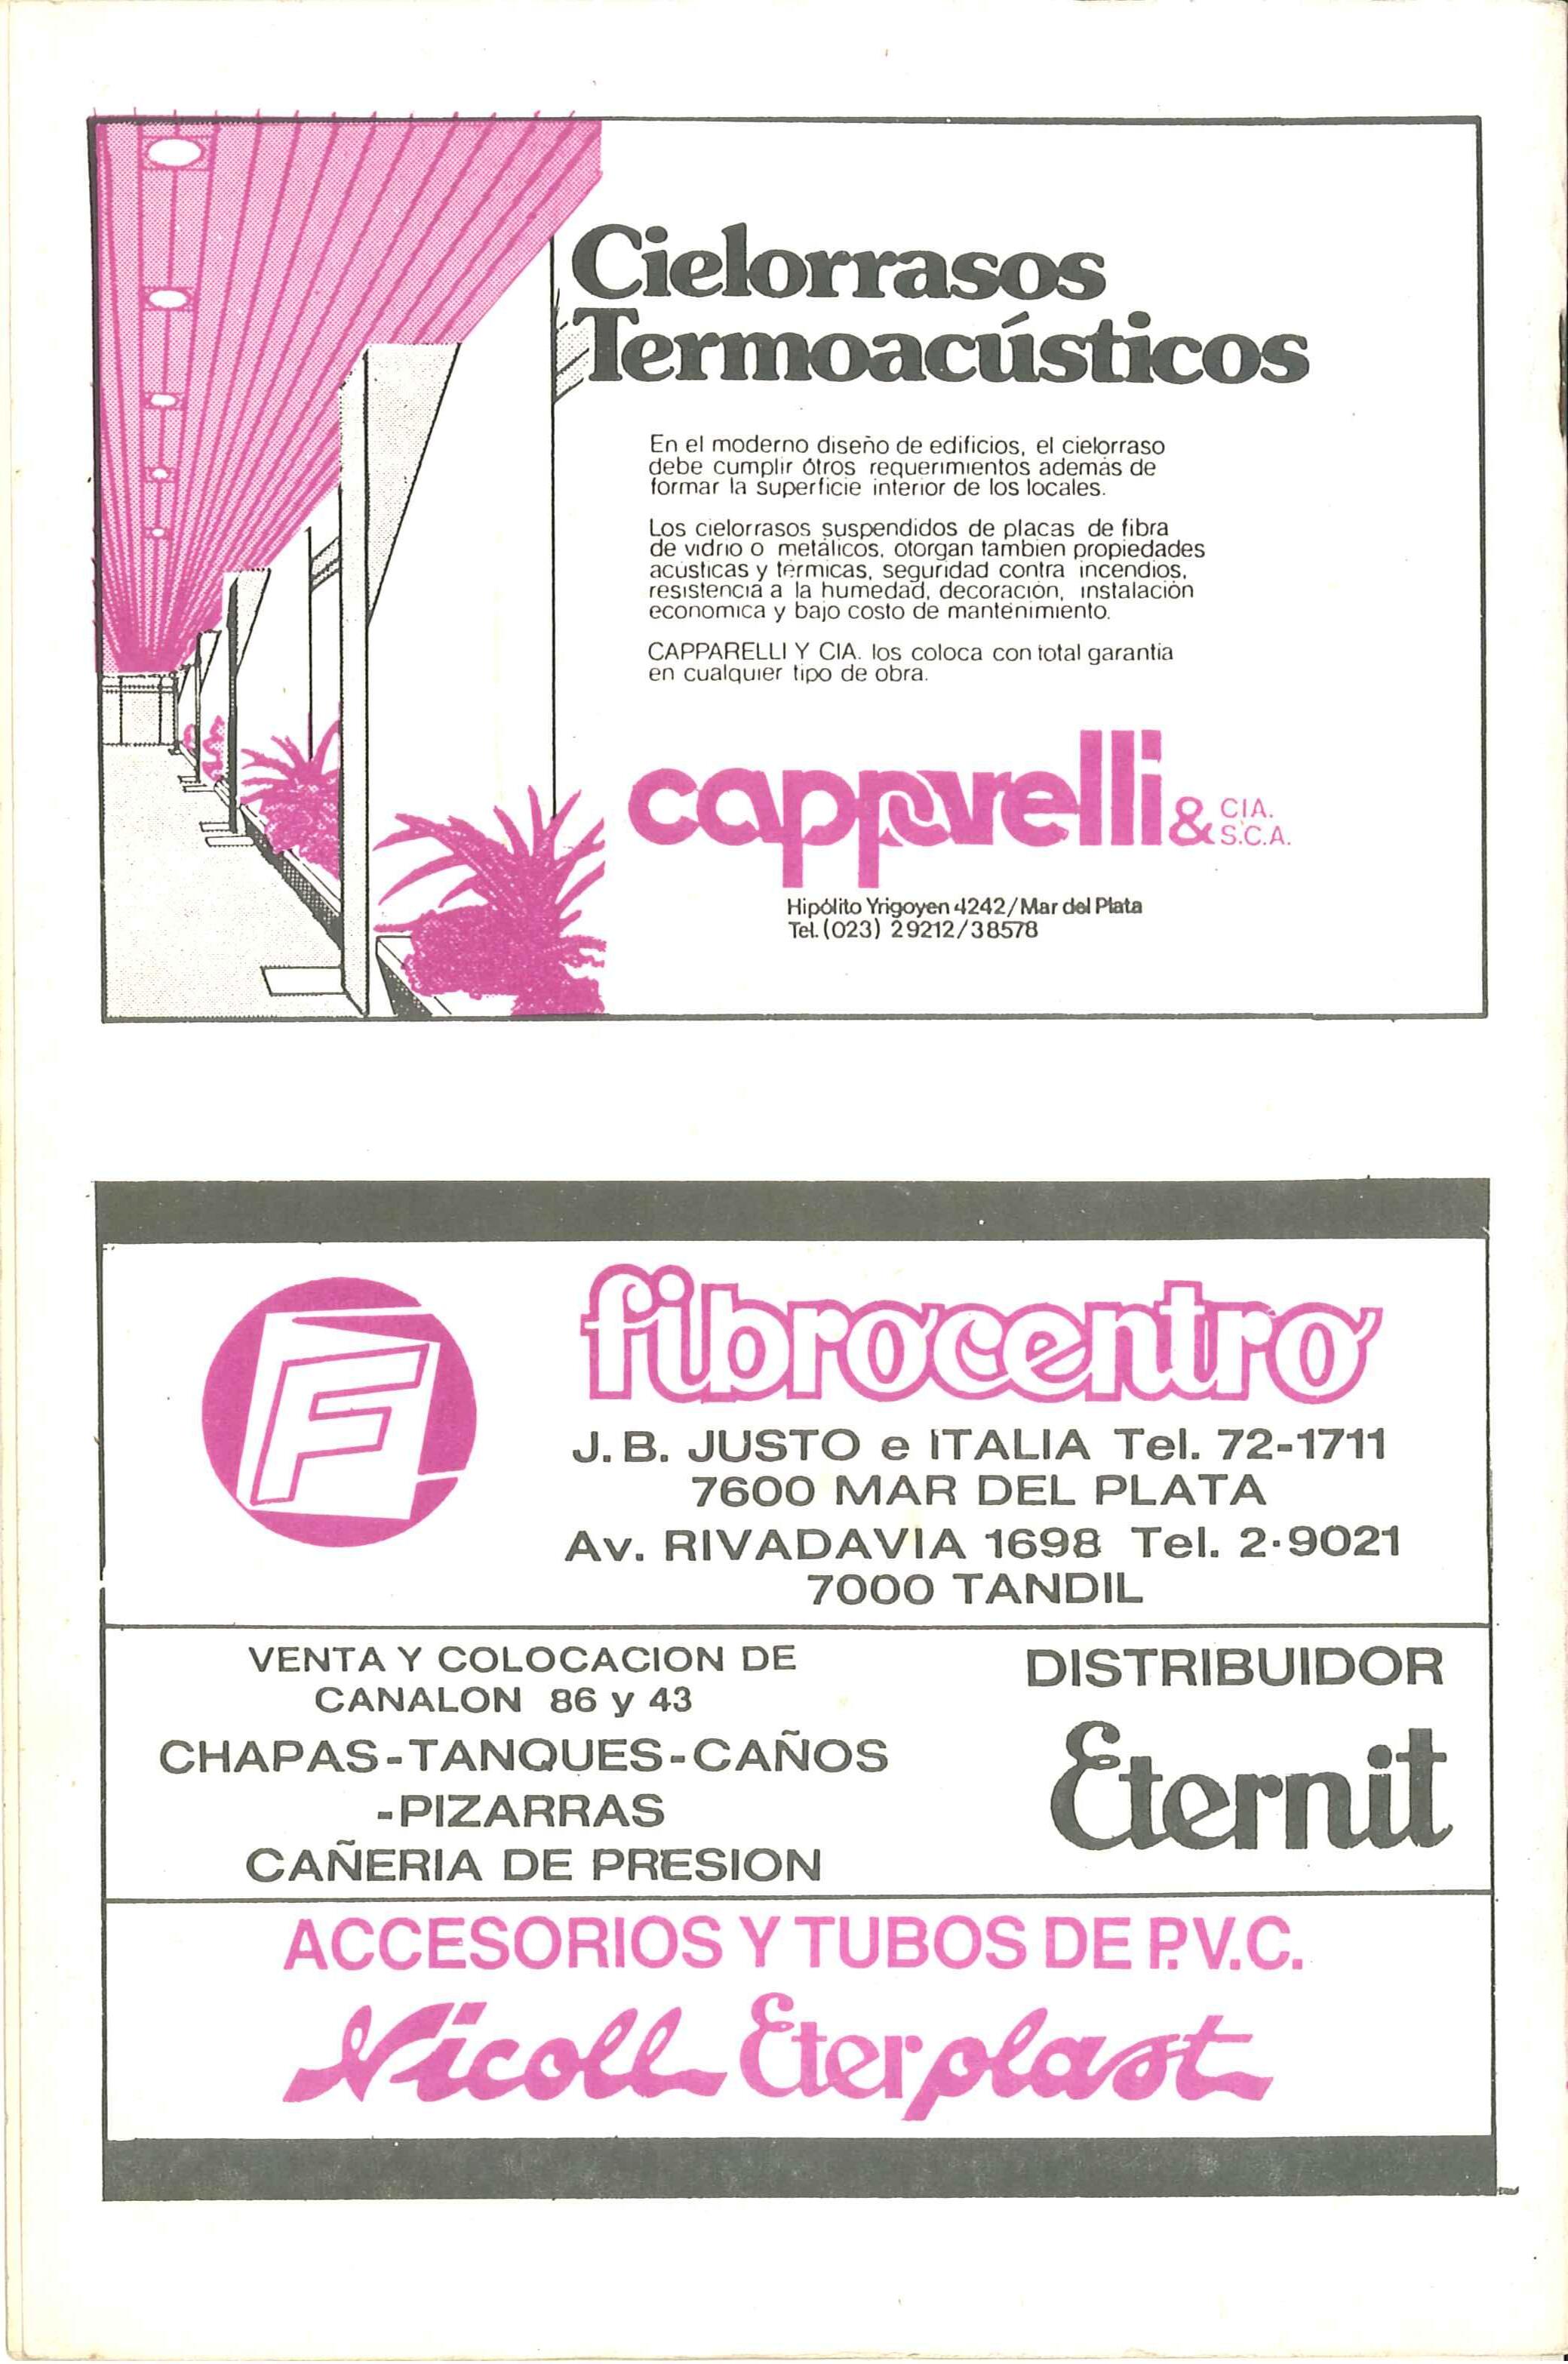 Cielorrasos
Termoacústicos
En el moderno diseño de edificios, el cielorraso
debe cumplir ótros requerimientos además de
formar la superficie interior de los locales.
Los cielorrasos suspendidos de placas de fibra
de vidrio o metálicos, otorgan tambien propiedades
acusticas y térmicas, seguridad contra incendios,
resistencia a la humedad, decoración, instalación
economica y bajo costo de mantenimiento.
CAPPARELLI Y CIA. los coloca con total garantia
en cualquier tipo de obra.
capparelli & CIA.
S.C.A.
Hipólito Yrigoyen 4242/Mar del Plata
Tel. (023) 29212/38578
F
fibrocentro
J. B. JUSTO e ITALIA Tel. 72-1711
7600 MAR DEL PLATA
Av. RIVADAVIA 1698 Tel. 2-9021
7000 TANDIL
VENTA Y COLOCACION DE
CANALON 86 y 43
CHAPAS-TANQUES-CAÑOS
-PIZARRAS
CAÑERIA DE PRESION
DISTRIBUIDOR
Eternit
ACCESORIOS Y TUBOS DE P.V.C.
Nicoll Eterplast